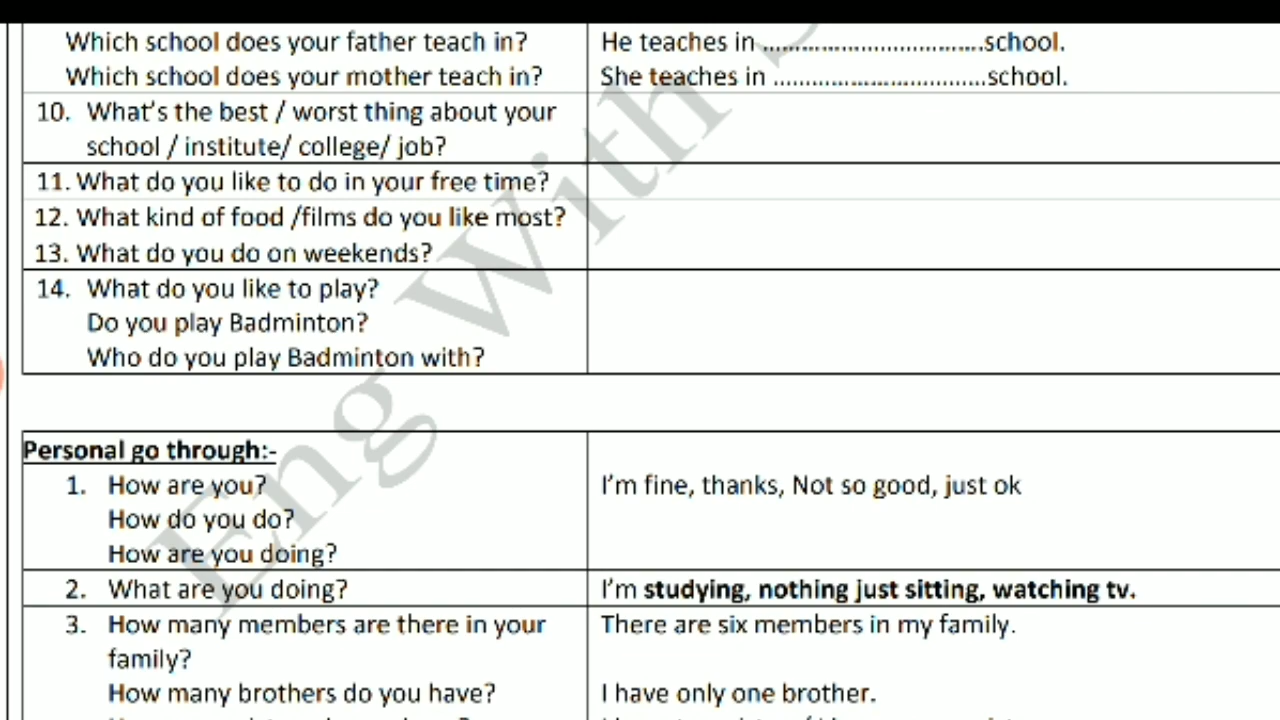 Which school does your father teach in? He teaches in ....................................school.
Which school does your mother teach in? She teaches in ..................................school.
10. What's the best / worst thing about your
school / institute/ college/ job?
11. What do you like to do in your free time?
12. What kind of food /films do you like most?
13. What do you do on weekends?
14. What do you like to play?
Do you play Badminton?
Who do you play Badminton with?
Personal go through:-
1. How are you? I'm fine, thanks, Not so good, just ok
How do you do?
How are you doing?
2. What are you doing? I'm studying, nothing just sitting, watching tv.
3. How many members are there in your There are six members in my family.
family?
How many brothers do you have? I have only one brother.
Eng With